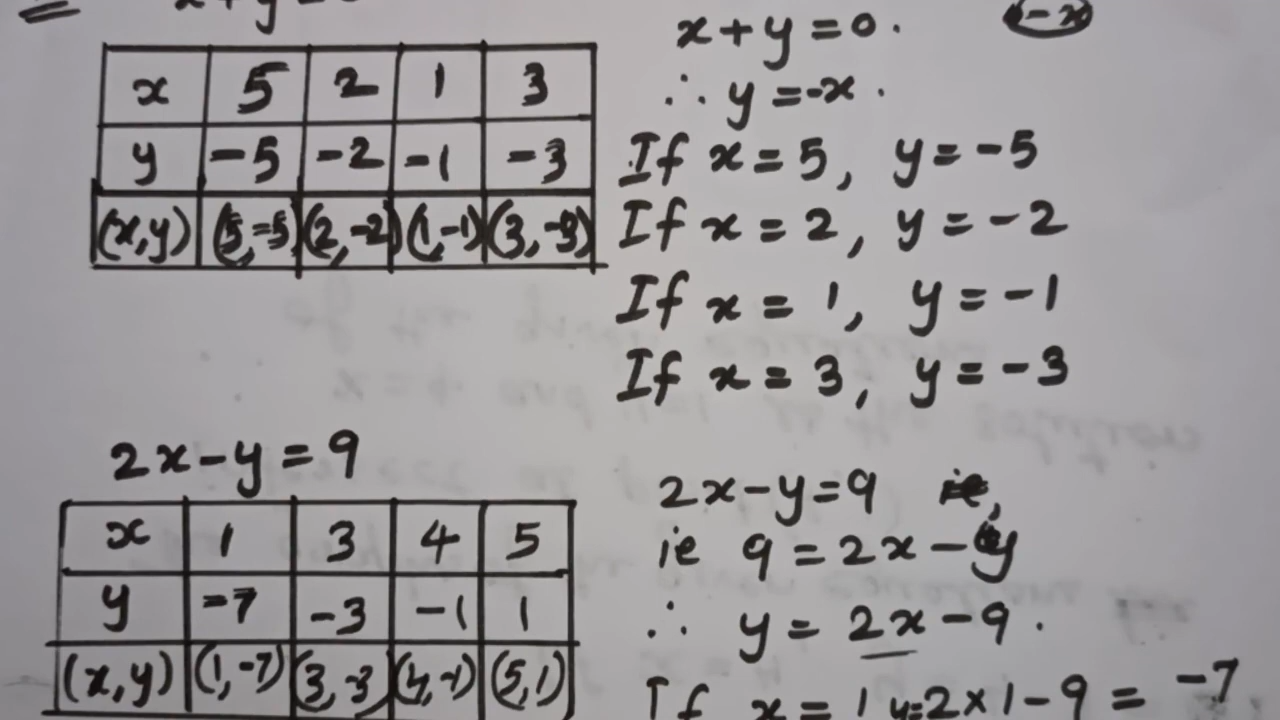 x+y=0
x 5 2 1 3
y -5 -2 -1 -3
(x,y) (5,-5) (2,-2) (1,-1) (3,-3)
x+y=0.
(-x)
∴ y=-x.
If x=5, y=-5
If x=2, y=-2
If x=1, y=-1
If x=3, y=-3
2x-y=9
x 1 3 4 5
y -7 -3 -1 1
(x,y) (1,-7) (3,-3) (4,-1) (5,1)
2x-y=9
ie 9=2x-y
∴ y=2x-9.
If x=1 y=2×1-9=-7